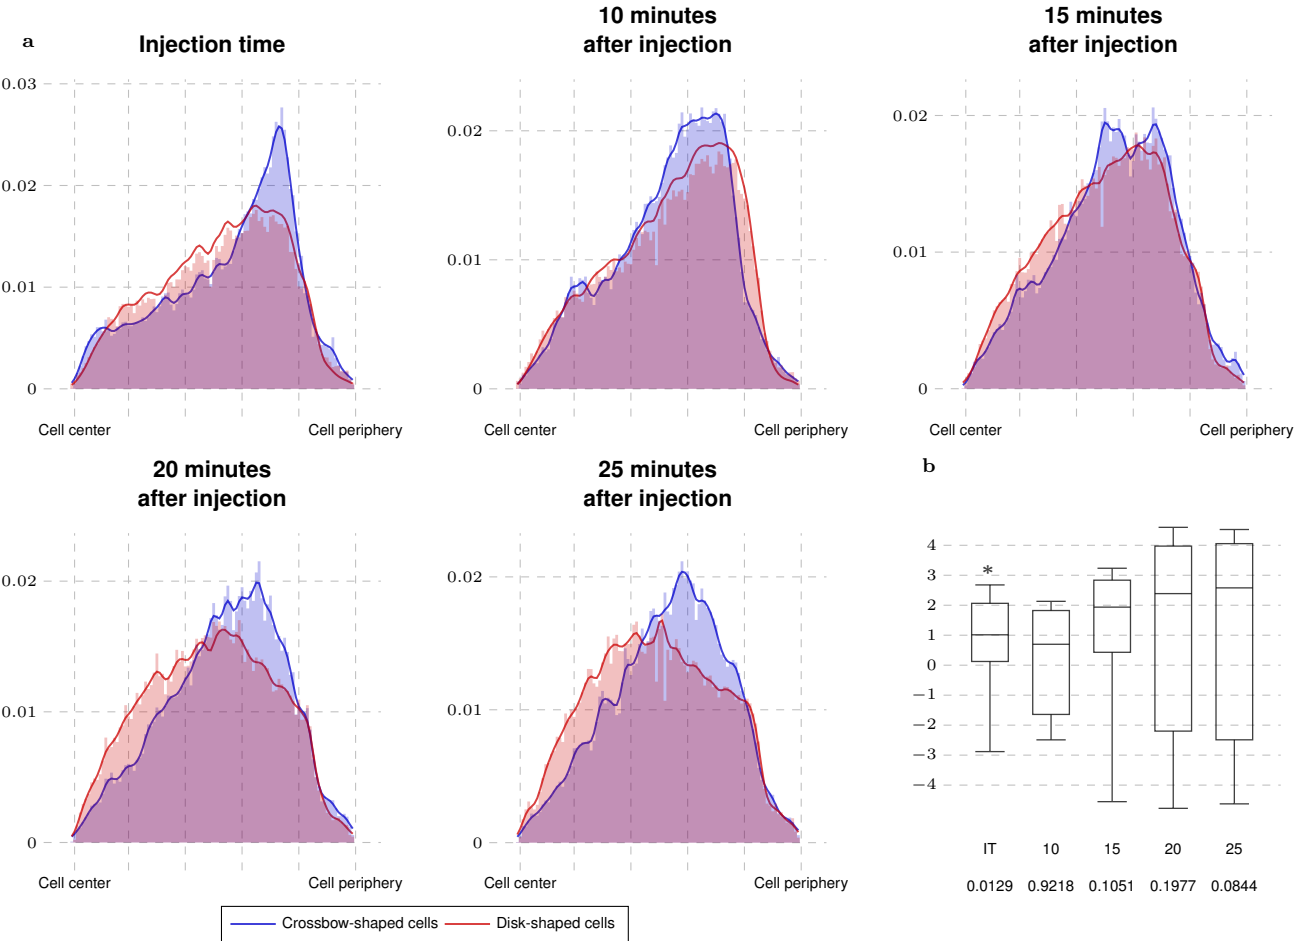 a
Injection time
10 minutes
after injection
15 minutes
after injection
0.03
0.02
0.01
0
0.02
0.01
0
0.02
0.01
0
Cell center
Cell periphery
Cell center
Cell periphery
Cell center
Cell periphery
20 minutes
after injection
25 minutes
after injection
b
0.02
0.01
0
0.02
0.01
0
4
3
2
1
0
−1
−2
−3
−4
*
IT 10 15 20 25
0.0129 0.9218 0.1051 0.1977 0.0844
Cell center
Cell periphery
Cell center
Cell periphery
Crossbow-shaped cells
Disk-shaped cells